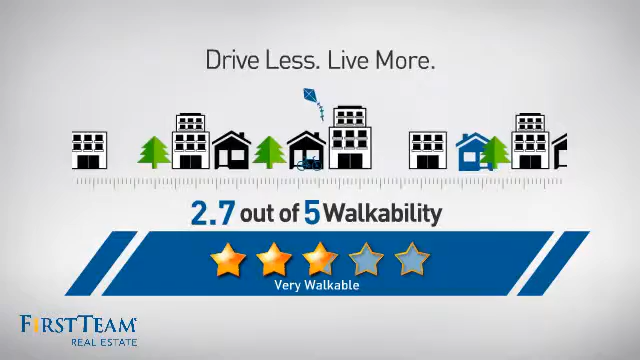 Drive Less. Live More.
2.7 out of 5 Walkability
Very Walkable
FIRSTTEAM®
REAL ESTATE